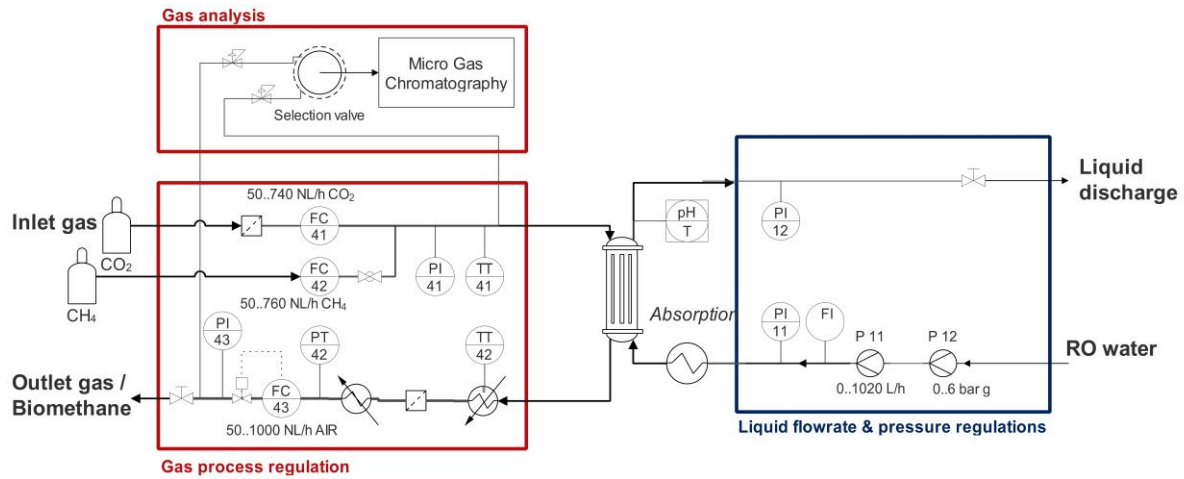 Gas analysis
Micro Gas
Chromatography
Selection valve
50..740 NL/h CO₂
Inlet gas
FC
41
CO₂
FC
42
PI
41
TT
41
CH₄
50..760 NL/h CH₄
PI
43
PT
42
TT
42
Outlet gas /
Biomethane
FC
43
50..1000 NL/h AIR
Gas process regulation
pH
T
Absorption
PI
12
Liquid
discharge
PI
11
FI
P 11
P 12
RO water
0..1020 L/h
0..6 bar g
Liquid flowrate & pressure regulations